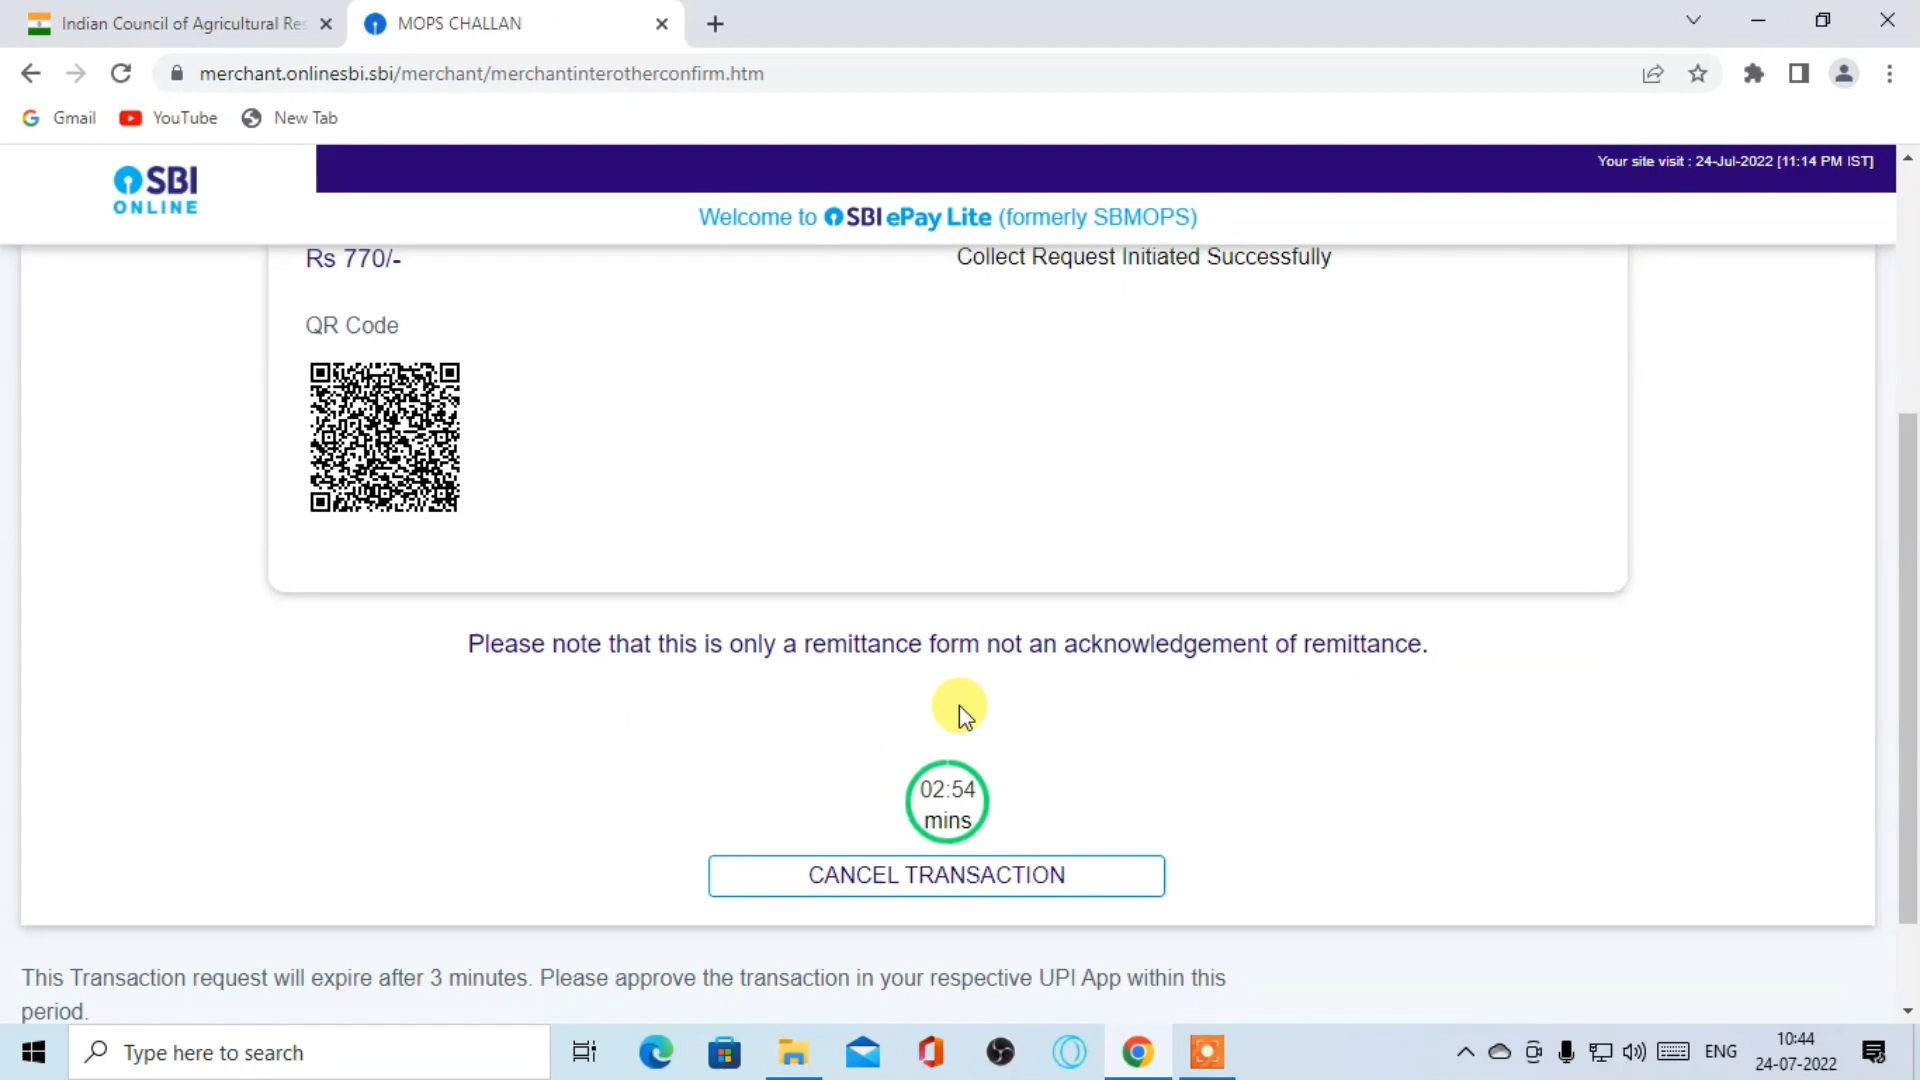 Indian Council of Agricultural Res
MOPS CHALLAN
merchant.onlinesbi.sbi/merchant/merchantinterotherconfirm.htm
Gmail
YouTube
New Tab
SBI
ONLINE
Your site visit : 24-Jul-2022 [11:14 PM IST]
Welcome to SBI ePay Lite (formerly SBMOPS)
Rs 770/-
Collect Request Initiated Successfully
QR Code
Please note that this is only a remittance form not an acknowledgement of remittance.
02:54
mins
CANCEL TRANSACTION
This Transaction request will expire after 3 minutes. Please approve the transaction in your respective UPI App within this
period.
Type here to search
ENG
10:44
24-07-2022